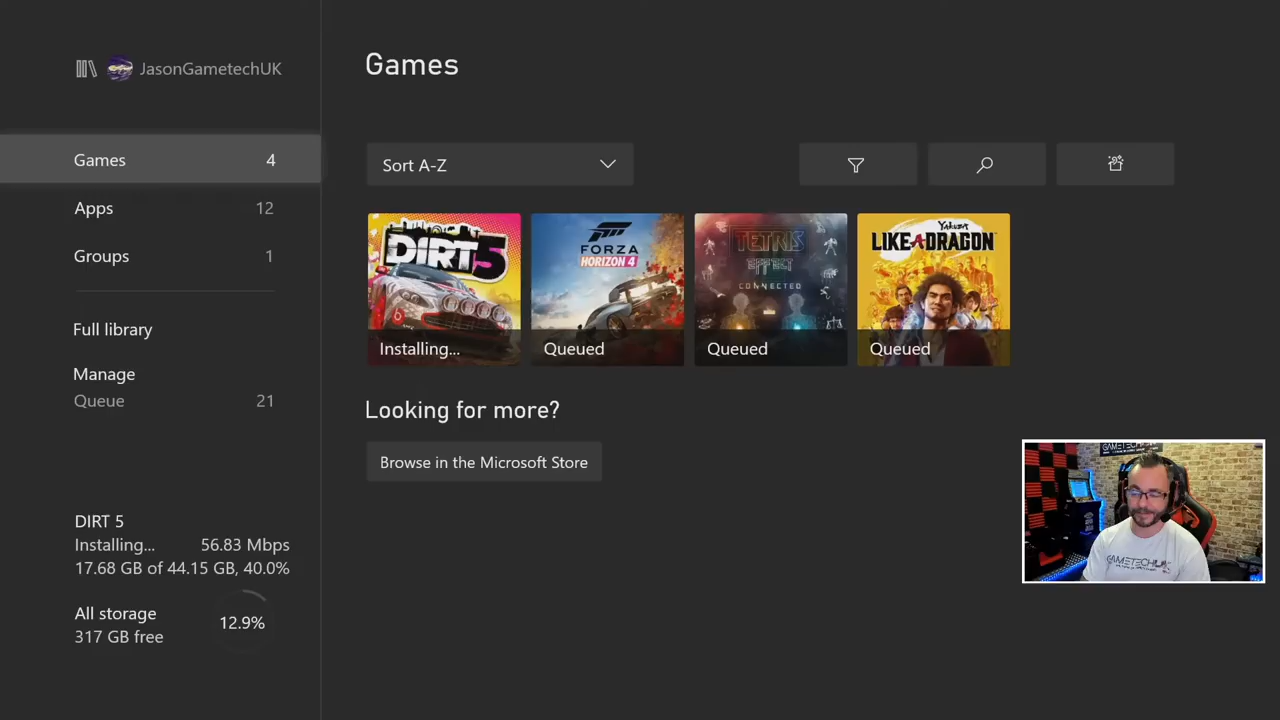 JasonGametechUK
Games 4
Apps 12
Groups 1
Full library
Manage
Queue 21
DIRT 5
Installing... 56.83 Mbps
17.68 GB of 44.15 GB, 40.0%
All storage
317 GB free
12.9%
Games
Sort A-Z
DIRT 5
Installing...
FORZA
HORIZON 4
Queued
TETRIS
EFFECT
CONNECTED
Queued
Yakuza
LIKE A DRAGON
Queued
Looking for more?
Browse in the Microsoft Store
GAMETECHUK